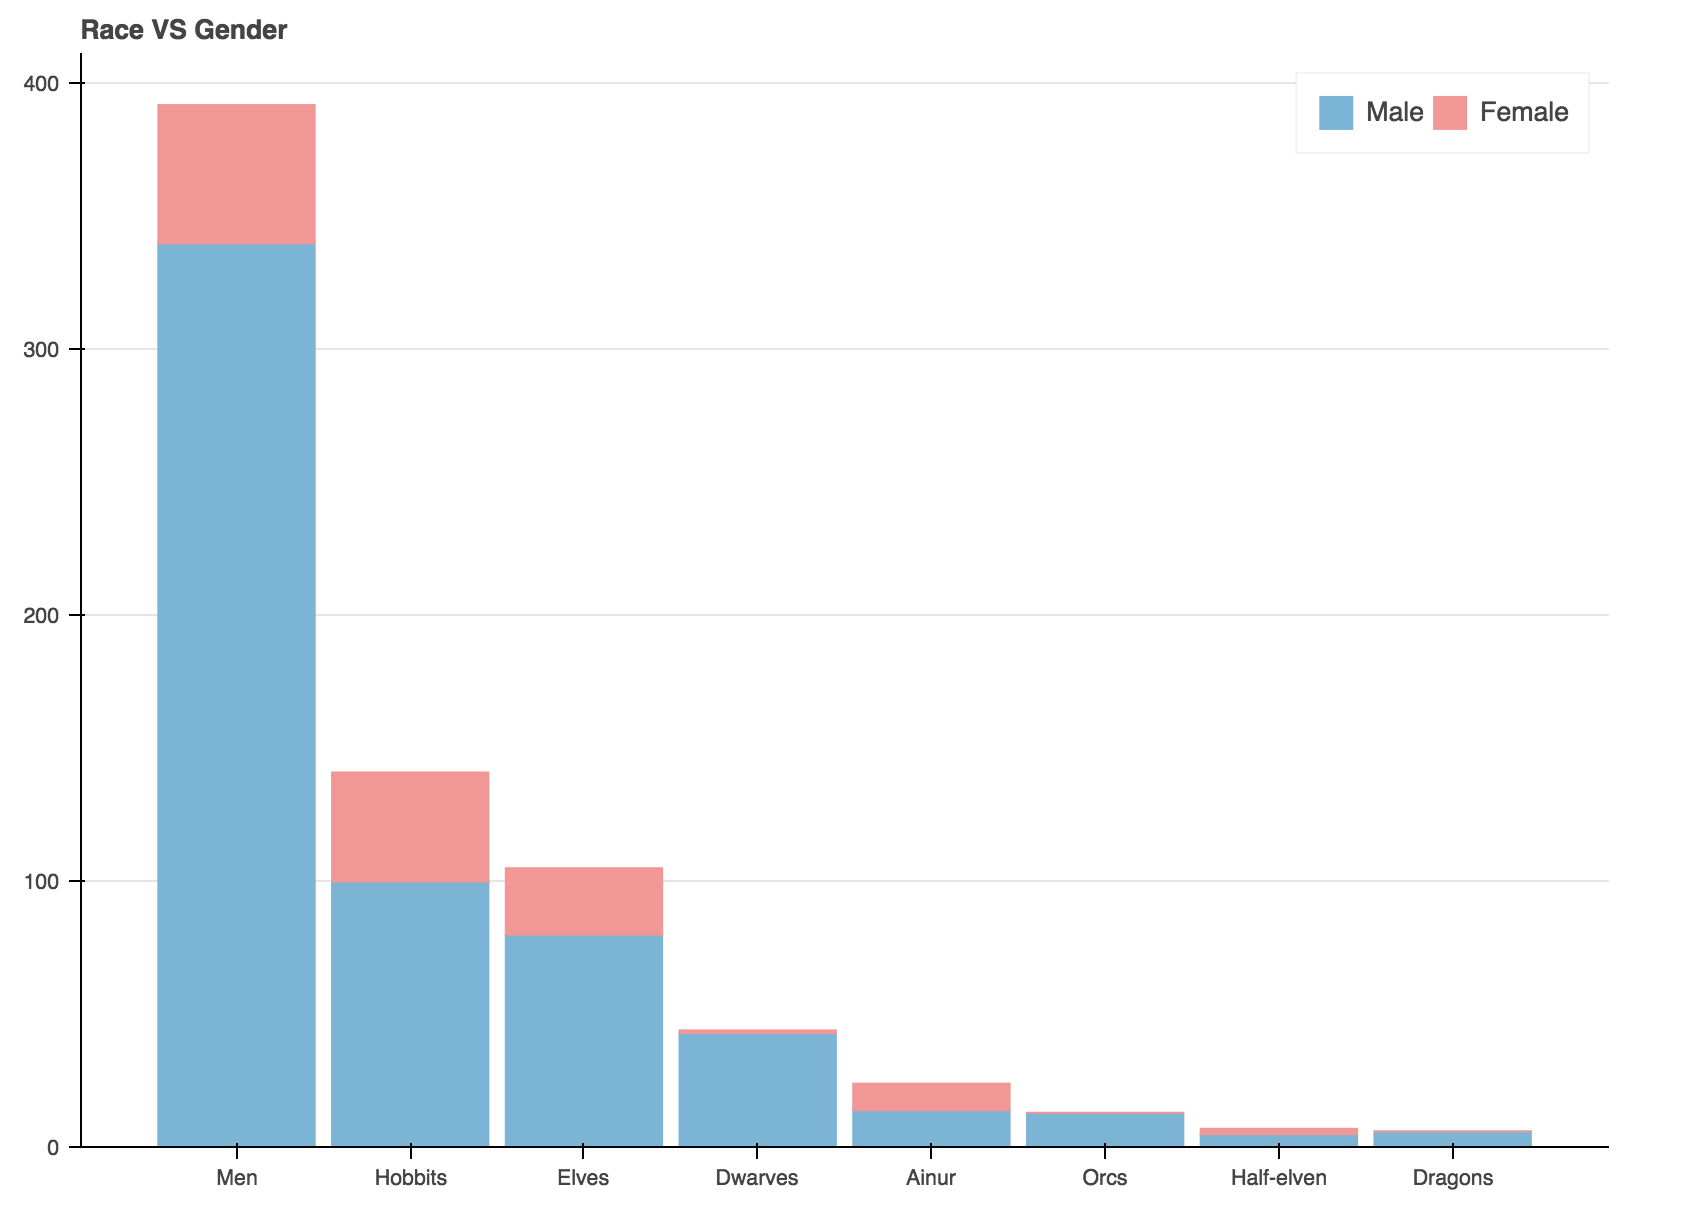 Race VS Gender
Male Female
400
300
200
100
0
Men Hobbits Elves Dwarves Ainur Orcs Half-elven Dragons